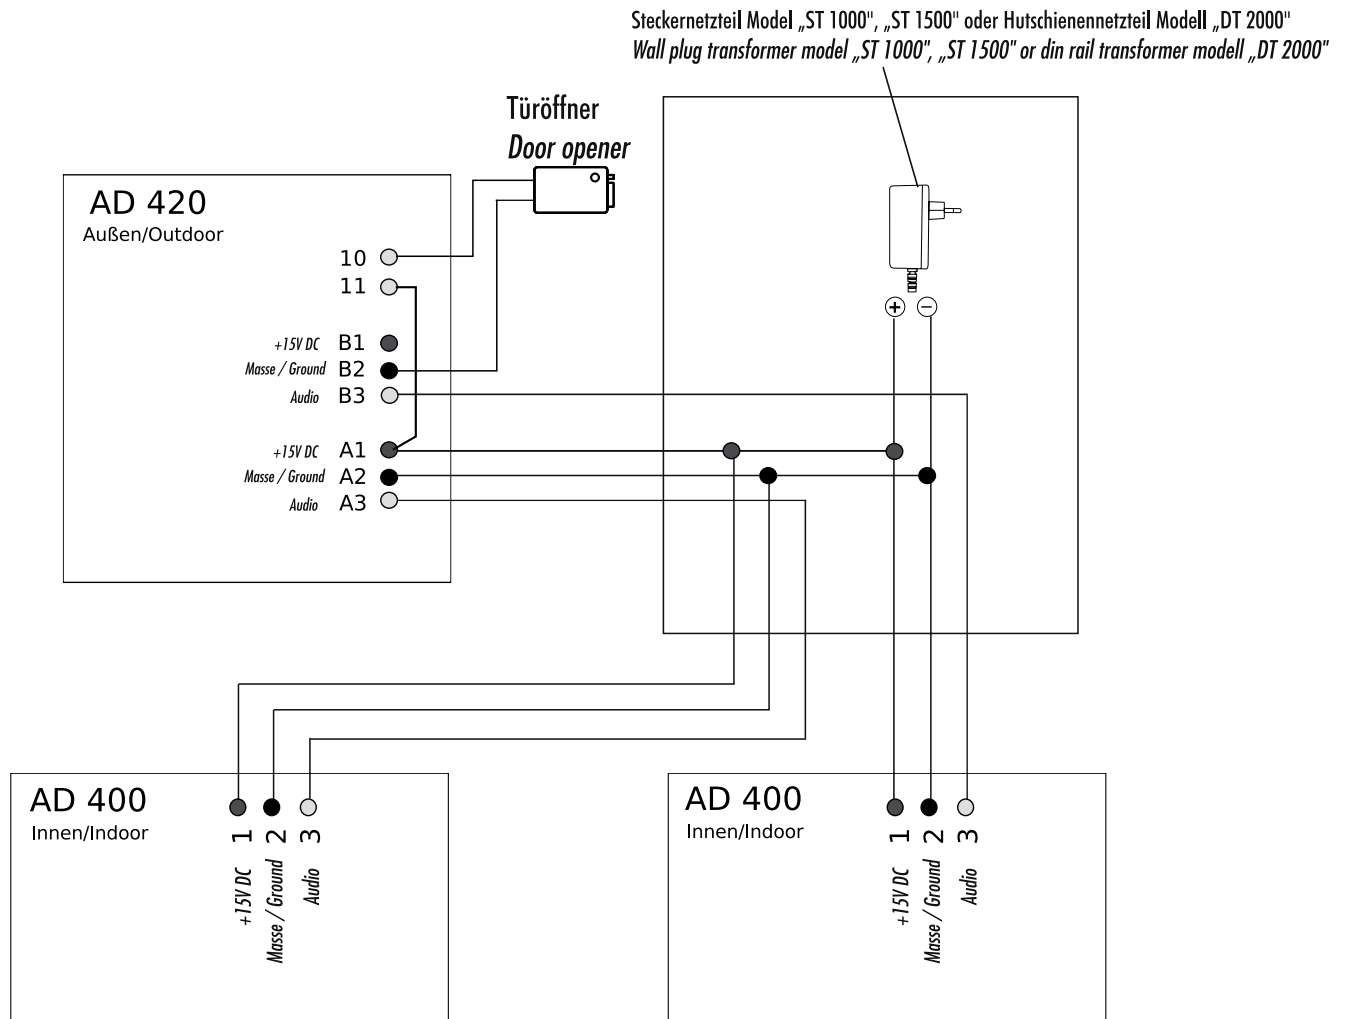 Steckernetzteil Model „ST 1000", „ST 1500" oder Hutschienennetzteil Modell „DT 2000"
Wall plug transformer model „ST 1000", „ST 1500" or din rail transformer modell „DT 2000"
Türöffner
Door opener
AD 420
Außen/Outdoor
10
11
+15V DC B1
Masse / Ground B2
Audio B3
+15V DC A1
Masse / Ground A2
Audio A3
+ −
AD 400
Innen/Indoor
1 +15V DC
2 Masse / Ground
3 Audio
AD 400
Innen/Indoor
1 +15V DC
2 Masse / Ground
3 Audio